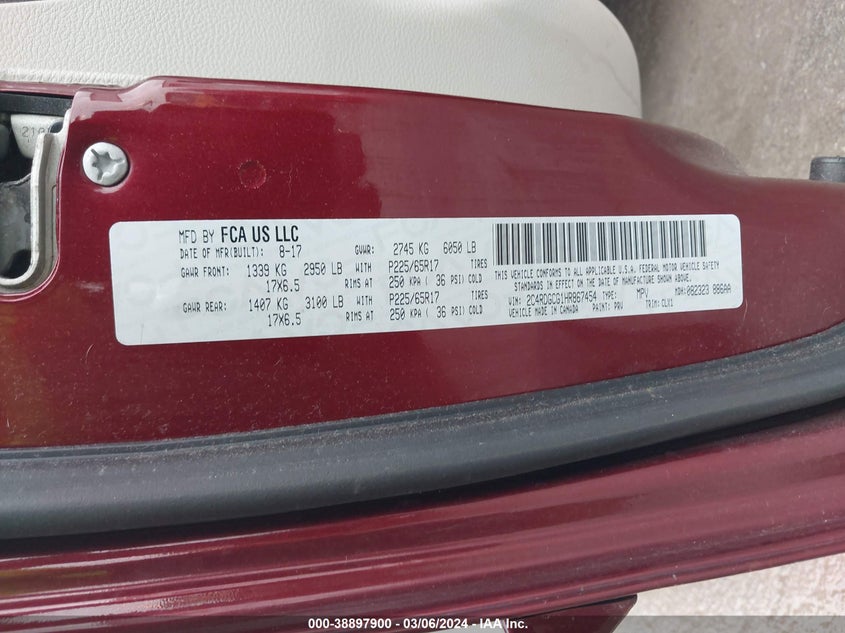 MFD BY FCA US LLC
DATE OF MFR(BUILT): 8-17 GVWR: 2745 KG 6050 LB
GAWR FRONT: 1339 KG 2950 LB WITH P225/65R17 TIRES
17X6.5 RIMS AT 250 KPA ( 36 PSI) COLD
GAWR REAR: 1407 KG 3100 LB WITH P225/65R17 TIRES
17X6.5 RIMS AT 250 KPA ( 36 PSI) COLD
THIS VEHICLE CONFORMS TO ALL APPLICABLE U.S.A. FEDERAL MOTOR VEHICLE SAFETY
STANDARDS IN EFFECT ON THE DATE OF MANUFACTURE SHOWN ABOVE.
VIN: 2C4RDGCG1HR867454 TYPE: MPV MDH: 082323 886AA
VEHICLE MADE IN CANADA PAINT: PRV TRIM: CLX1
000-38897900 - 03/06/2024 - IAA Inc.